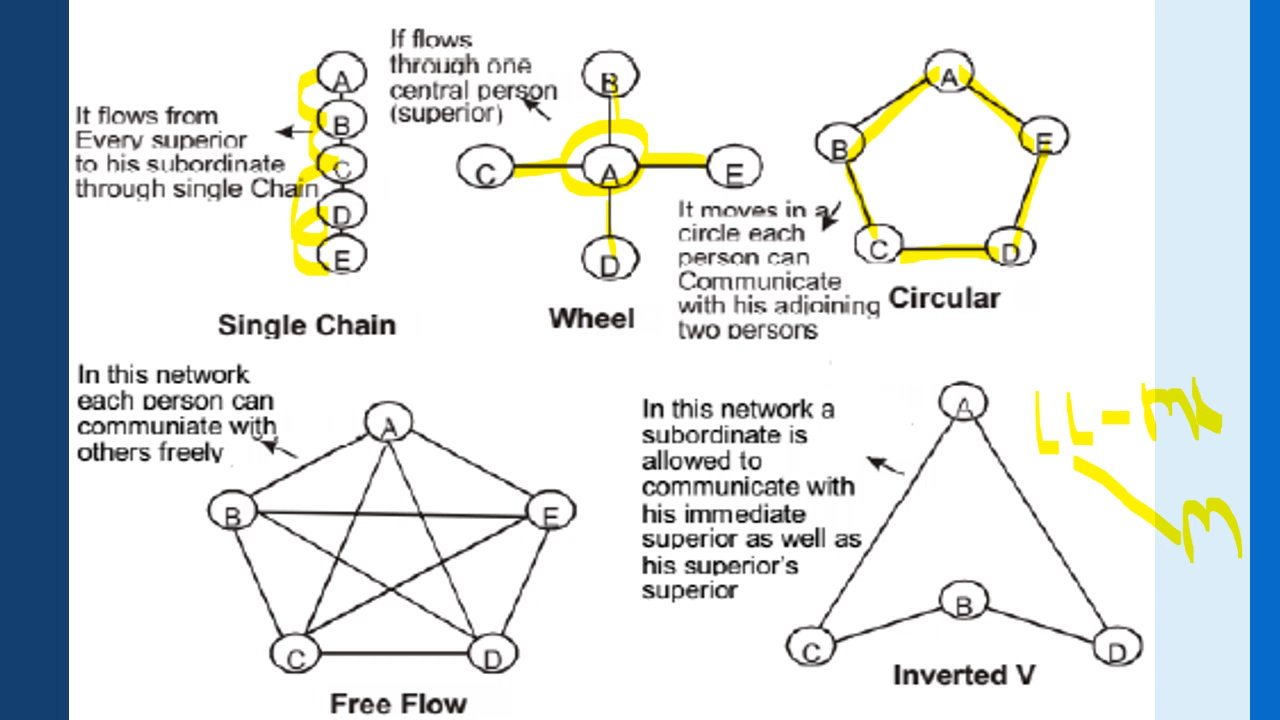 If flows
through one
central person
(superior)
It flows from
Every superior
to his subordinate
through single Chain
A
B
C
D
E
Single Chain
B
C
A
E
D
Wheel
It moves in a
circle each
person can
Communicate
with his adjoining
two persons
A
B
E
C
D
Circular
In this network
each person can
communiate with
others freely
A
B
E
C
D
Free Flow
In this network a
subordinate is
allowed to
communicate with
his immediate
superior as well as
his superior's
superior
A
B
C
D
Inverted V